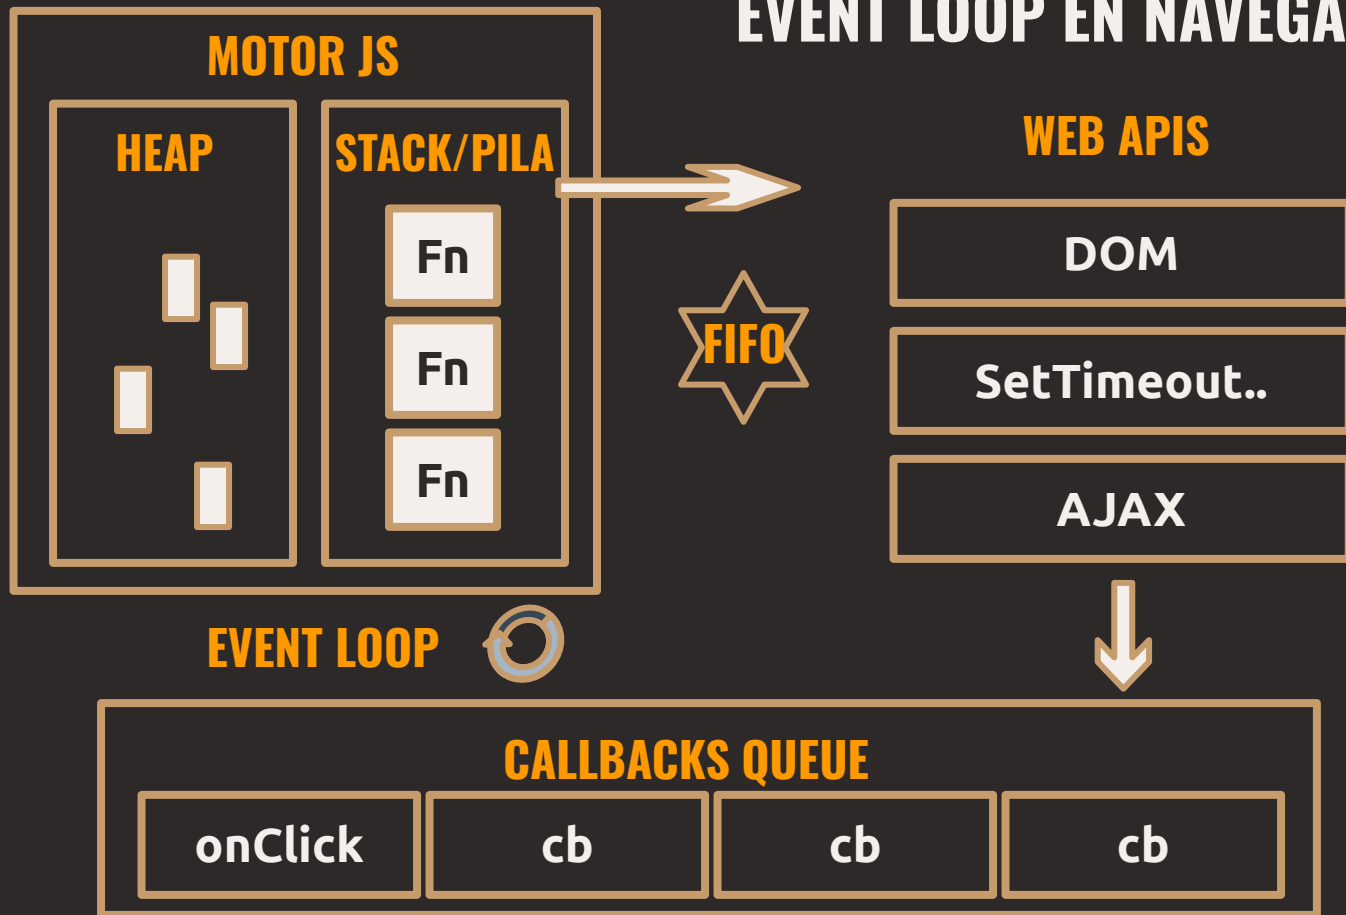 EVENT LOOP EN NAVEGA
MOTOR JS
HEAP
STACK/PILA
Fn
Fn
Fn
WEB APIS
DOM
SetTimeout..
AJAX
FIFO
EVENT LOOP
CALLBACKS QUEUE
onClick
cb
cb
cb